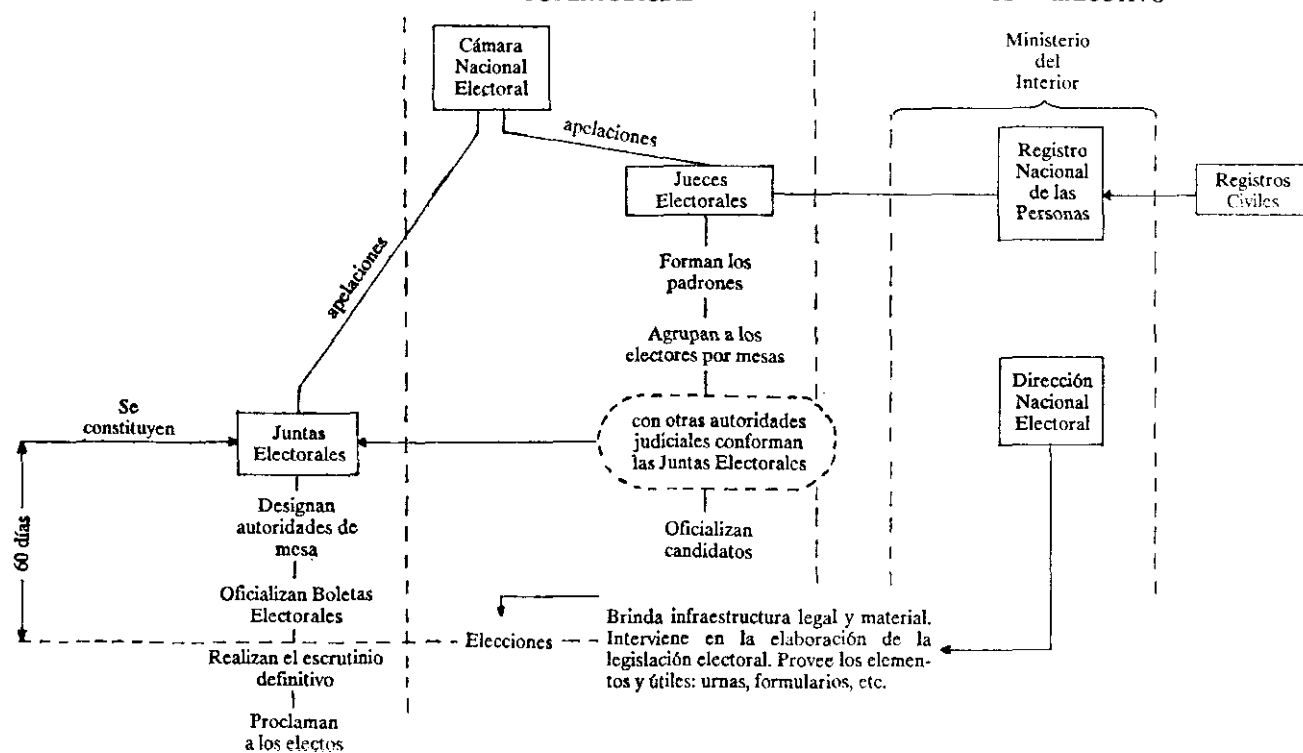 Cámara
Nacional
Electoral
Ministerio
del
Interior
apelaciones
Jueces
Electorales
Registro
Nacional
de las
Personas
Registros
Civiles
apelaciones
Forman los
padrones
Agrupan a los
electores por mesas
Dirección
Nacional
Electoral
Se
constituyen
Juntas
Electorales
con otras autoridades
judiciales conforman
las Juntas Electorales
60 días
Designan
autoridades de
mesa
Oficializan
candidatos
Oficializan Boletas
Electorales
Elecciones
Brinda infraestructura legal y material.
Interviene en la elaboración de la
legislación electoral. Provee los elemen-
tos y útiles: urnas, formularios, etc.
Realizan el escrutinio
definitivo
Proclaman
a los electos